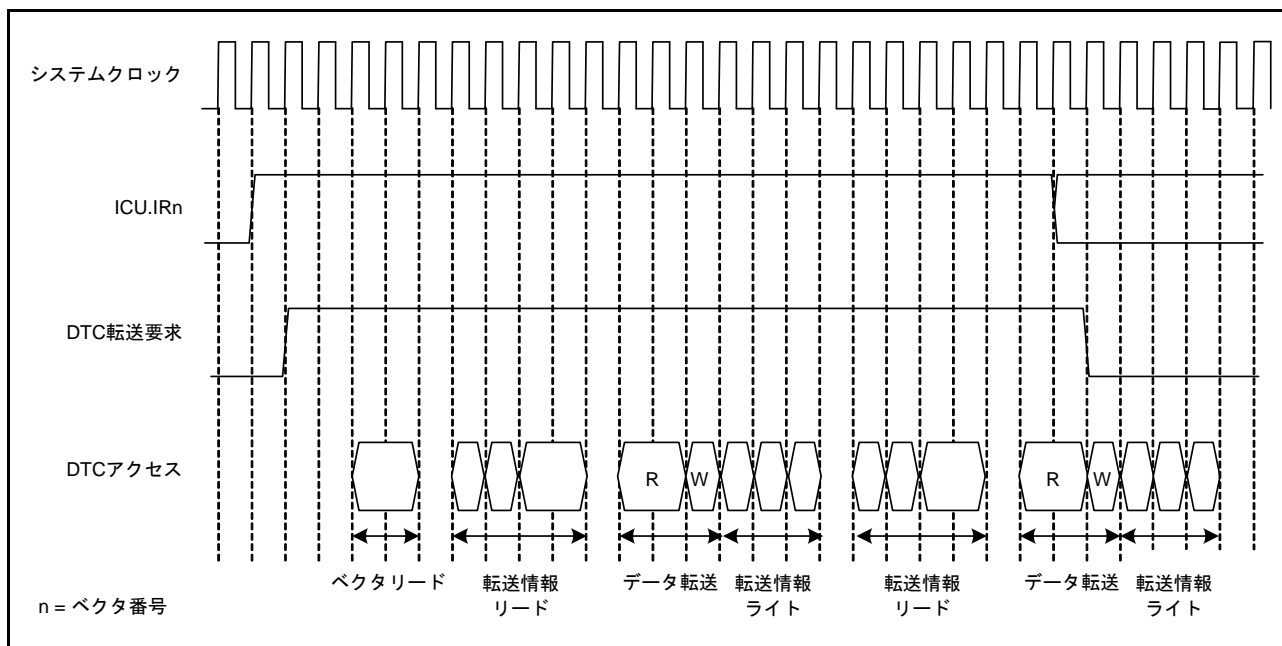 システムクロック
ICU.IRn
DTC転送要求
DTCアクセス
R
W
R
W
ベクタリード
転送情報
リード
データ転送
転送情報
ライト
転送情報
リード
データ転送
転送情報
ライト
n = ベクタ番号